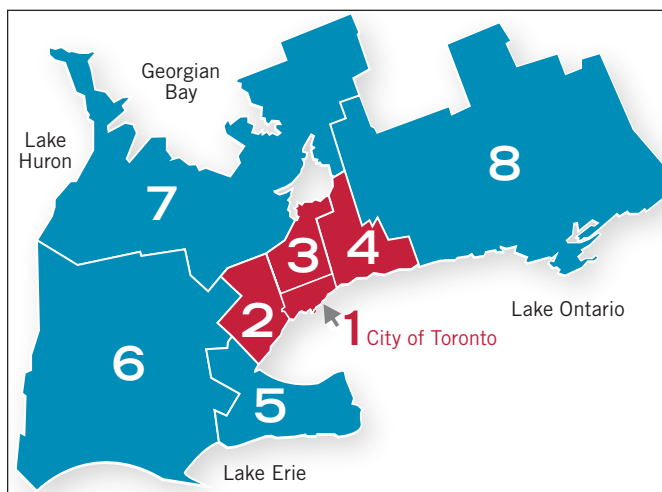 Georgian
Bay
Lake
Huron
8
7
3
4
Lake Ontario
2
1 City of Toronto
6
5
Lake Erie